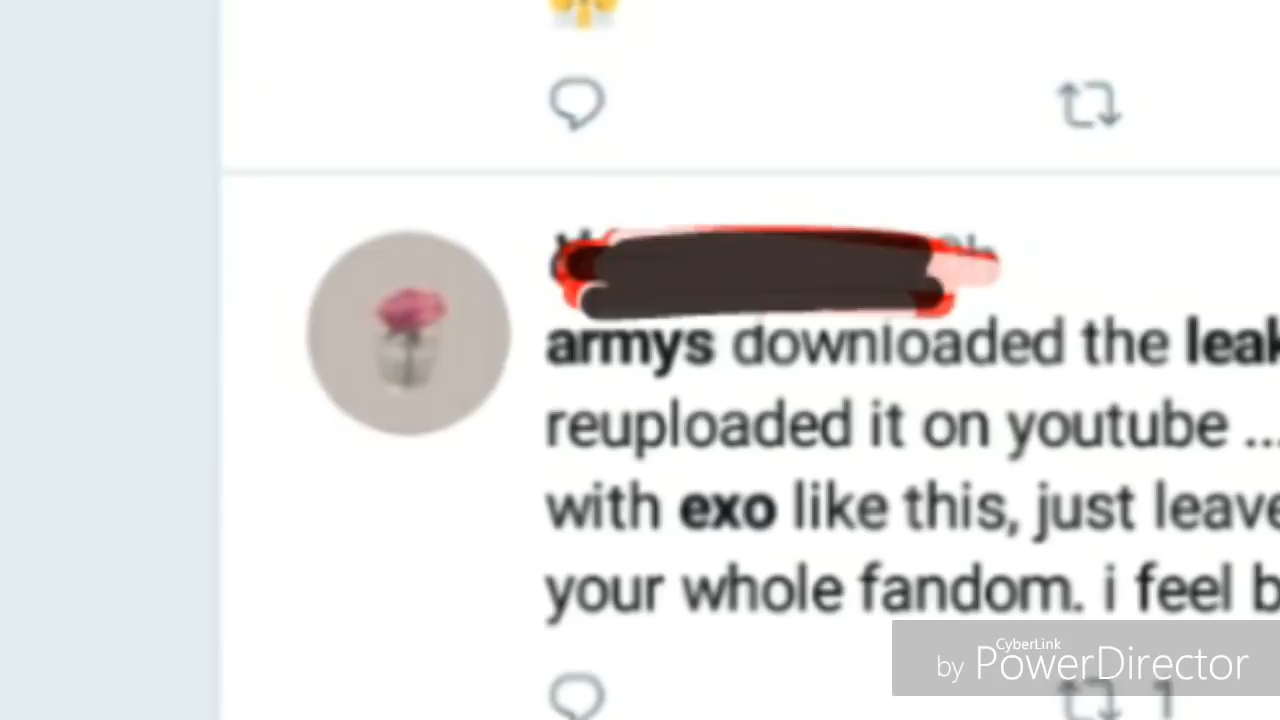 armys downloaded the leak
reuploaded it on youtube ...
with exo like this, just leave
your whole fandom. i feel b
CyberLink
by PowerDirector
1